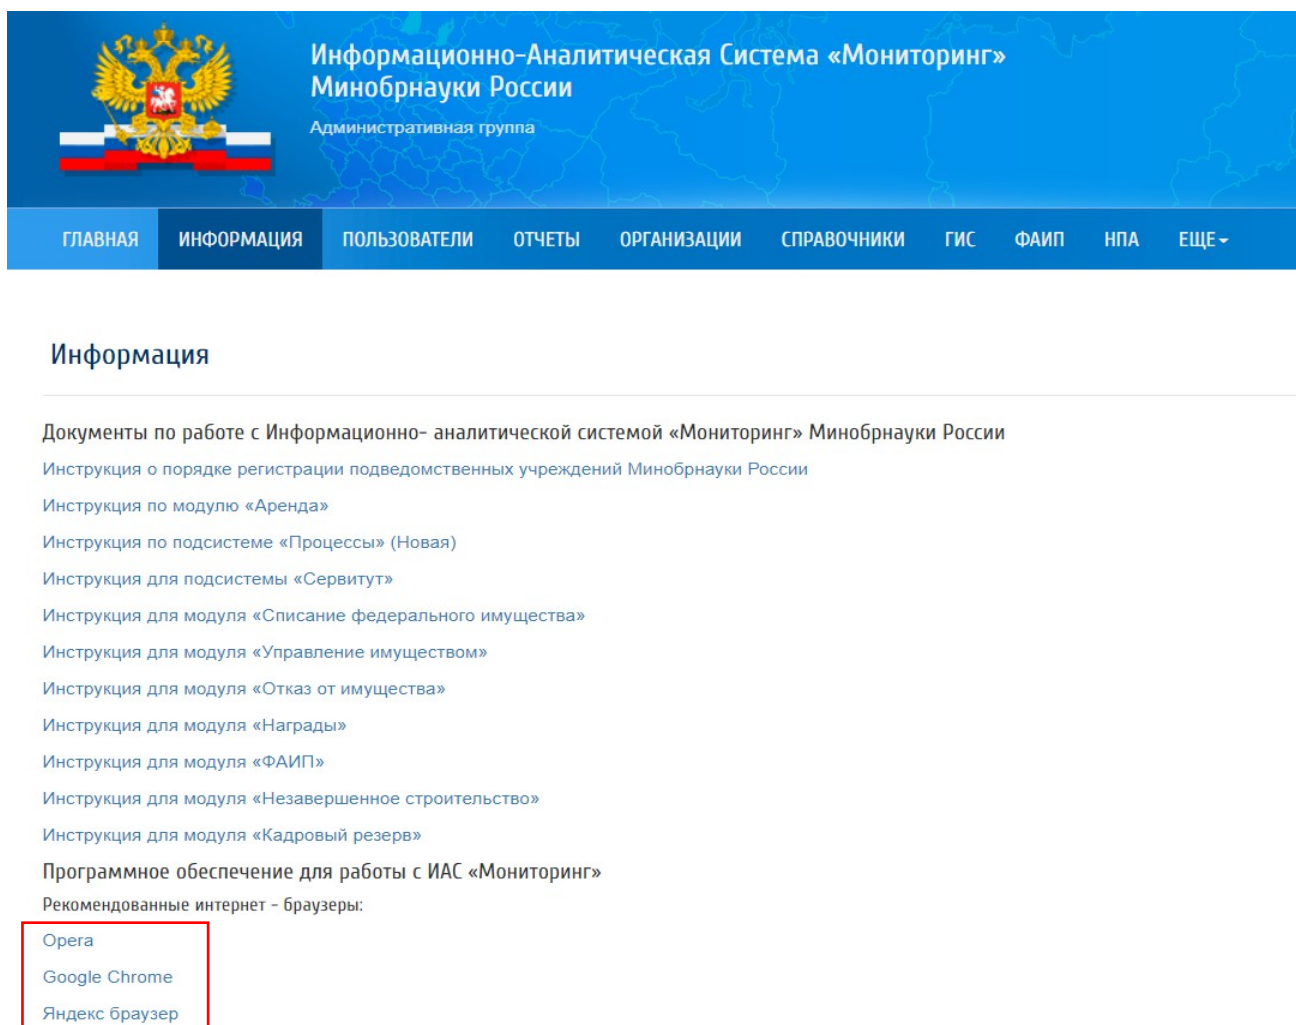 Информационно-Аналитическая Система «Мониторинг»
Минобрнауки России
Административная группа
ГЛАВНАЯ ИНФОРМАЦИЯ ПОЛЬЗОВАТЕЛИ ОТЧЕТЫ ОРГАНИЗАЦИИ СПРАВОЧНИКИ ГИС ФАИП НПА ЕЩЕ
Информация
Документы по работе с Информационно- аналитической системой «Мониторинг» Минобрнауки России
Инструкция о порядке регистрации подведомственных учреждений Минобрнауки России
Инструкция по модулю «Аренда»
Инструкция по подсистеме «Процессы» (Новая)
Инструкция для подсистемы «Сервитут»
Инструкция для модуля «Списание федерального имущества»
Инструкция для модуля «Управление имуществом»
Инструкция для модуля «Отказ от имущества»
Инструкция для модуля «Награды»
Инструкция для модуля «ФАИП»
Инструкция для модуля «Незавершенное строительство»
Инструкция для модуля «Кадровый резерв»
Программное обеспечение для работы с ИАС «Мониторинг»
Рекомендованные интернет - браузеры:
Opera
Google Chrome
Яндекс браузер